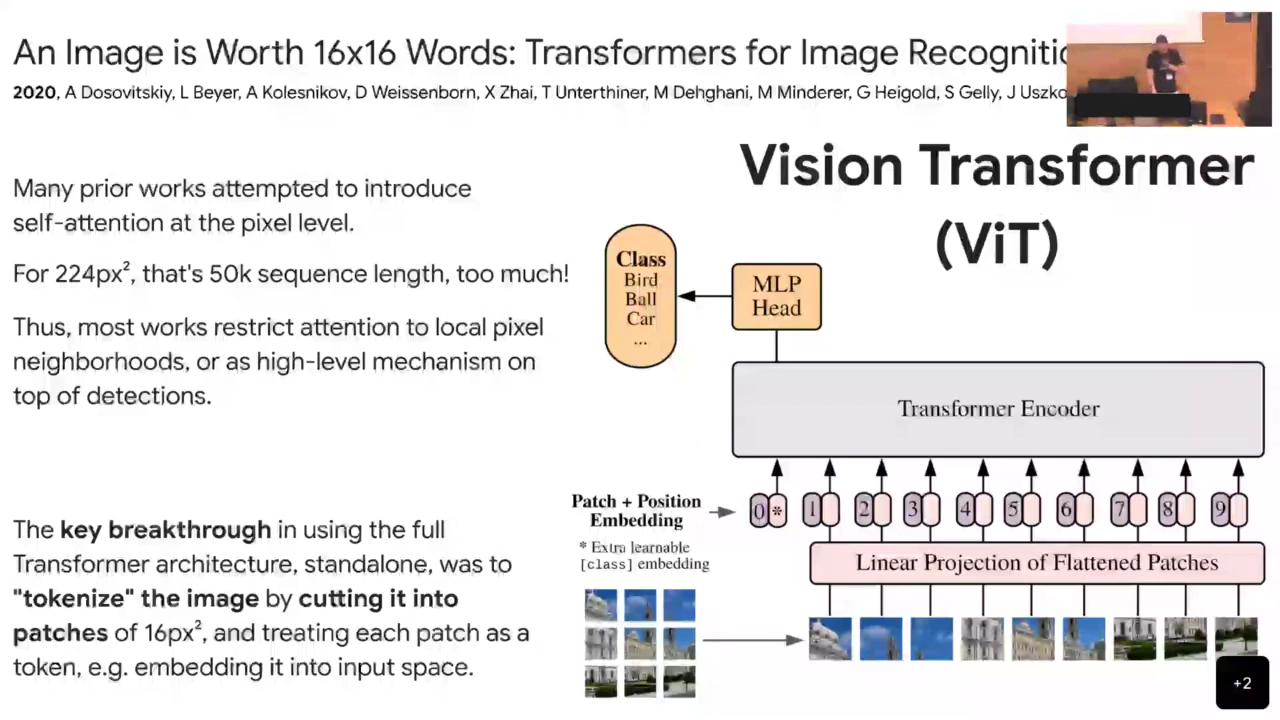 An Image is Worth 16x16 Words: Transformers for Image Recognitio
2020, A Dosovitskiy, L Beyer, A Kolesnikov, D Weissenborn, X Zhai, T Unterthiner, M Dehghani, M Minderer, G Heigold, S Gelly, J Uszko
Many prior works attempted to introduce
self-attention at the pixel level.
For 224px², that's 50k sequence length, too much!
Thus, most works restrict attention to local pixel
neighborhoods, or as high-level mechanism on
top of detections.
The key breakthrough in using the full
Transformer architecture, standalone, was to
"tokenize" the image by cutting it into
patches of 16px², and treating each patch as a
token, e.g. embedding it into input space.
Vision Transformer
(ViT)
Class
Bird
Ball
Car
...
MLP
Head
Transformer Encoder
Patch + Position
Embedding
* Extra learnable
[class] embedding
0 * 1 2 3 4 5 6 7 8 9
Linear Projection of Flattened Patches
+2